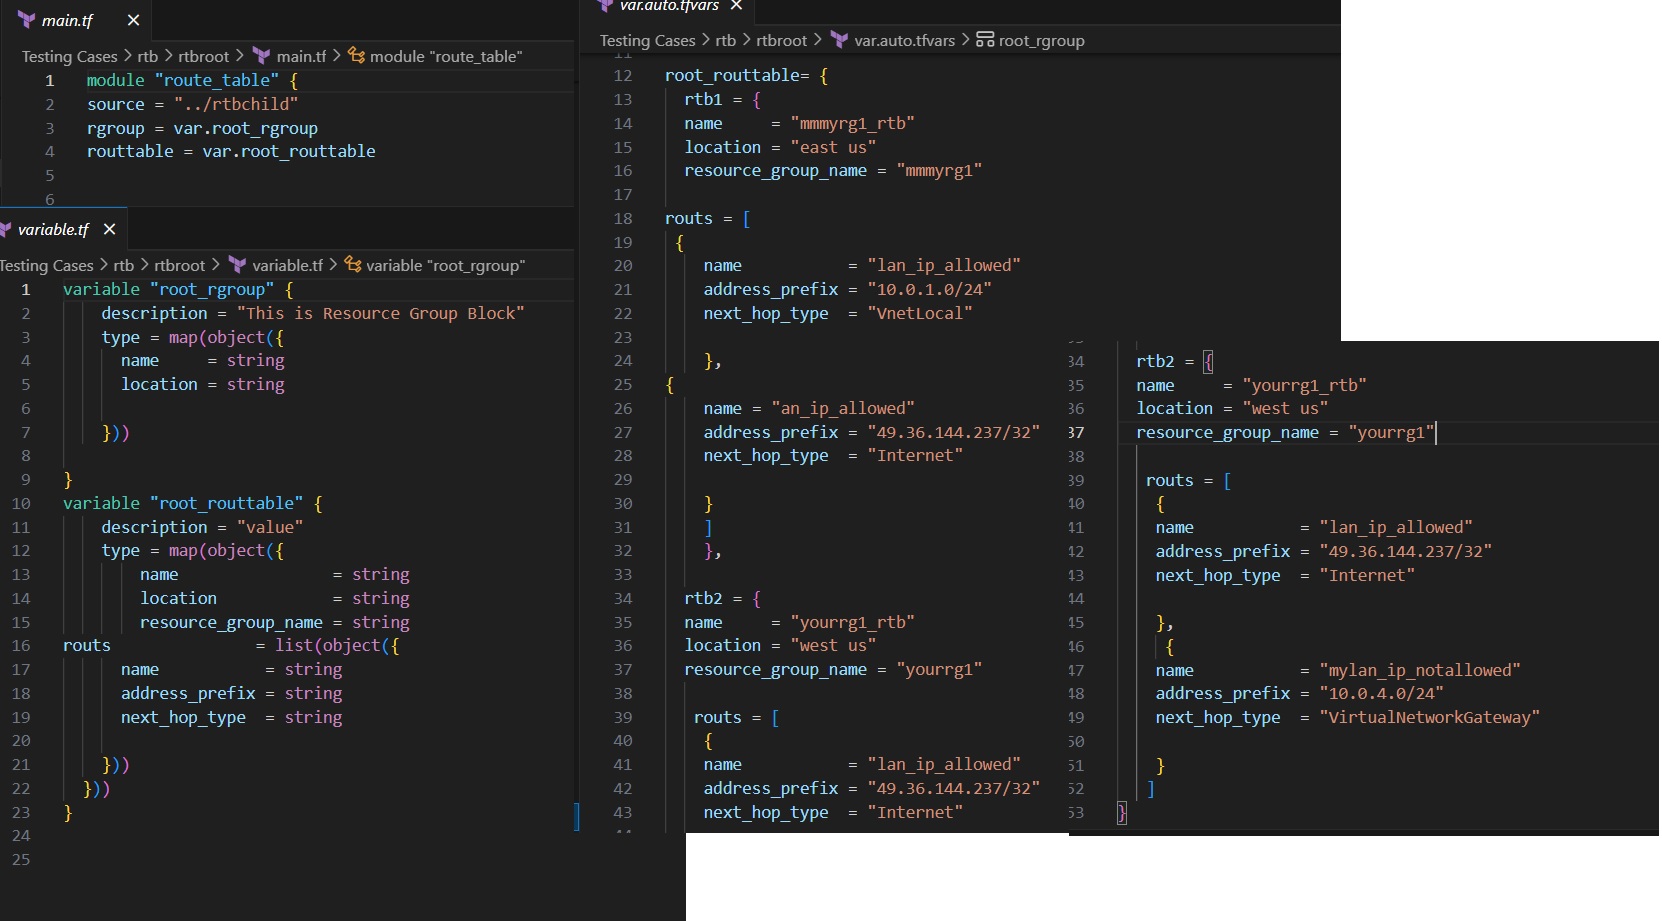 main.tf
Testing Cases > rtb > rtbroot > main.tf > module "route_table"
1 module "route_table" {
2 source = "../rtbchild"
3 rgroup = var.root_rgroup
4 routtable = var.root_routtable
5
6
variable.tf
Testing Cases > rtb > rtbroot > variable.tf > variable "root_rgroup"
1 variable "root_rgroup" {
2 description = "This is Resource Group Block"
3 type = map(object({
4 name = string
5 location = string
6
7 }))
8
9 }
10 variable "root_routtable" {
11 description = "value"
12 type = map(object({
13 name = string
14 location = string
15 resource_group_name = string
16 routs = list(object({
17 name = string
18 address_prefix = string
19 next_hop_type = string
20
21 }))
22 }))
23 }
24
25
var.auto.tfvars
Testing Cases > rtb > rtbroot > var.auto.tfvars > root_rgroup
11
12 root_routtable= {
13 rtb1 = {
14 name = "mmmyrg1_rtb"
15 location = "east us"
16 resource_group_name = "mmmyrg1"
17
18 routs = [
19 {
20 name = "lan_ip_allowed"
21 address_prefix = "10.0.1.0/24"
22 next_hop_type = "VnetLocal"
23
24 },
25 {
26 name = "an_ip_allowed"
27 address_prefix = "49.36.144.237/32"
28 next_hop_type = "Internet"
29
30 }
31 ]
32 },
33
34 rtb2 = {
35 name = "yourrg1_rtb"
36 location = "west us"
37 resource_group_name = "yourrg1"
38
39 routs = [
40 {
41 name = "lan_ip_allowed"
42 address_prefix = "49.36.144.237/32"
43 next_hop_type = "Internet"
34 rtb2 = {
35 name = "yourrg1_rtb"
36 location = "west us"
37 resource_group_name = "yourrg1"
38
39 routs = [
40 {
41 name = "lan_ip_allowed"
42 address_prefix = "49.36.144.237/32"
43 next_hop_type = "Internet"
44
45 },
46 {
47 name = "mylan_ip_notallowed"
48 address_prefix = "10.0.4.0/24"
49 next_hop_type = "VirtualNetworkGateway"
50
51 }
52 ]
53 }